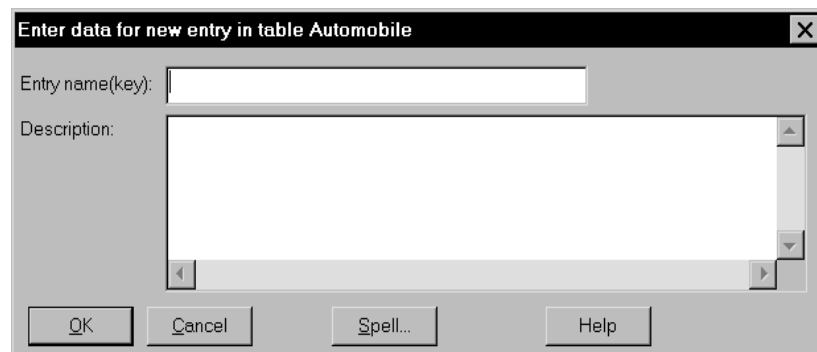 Enter data for new entry in table Automobile
Entry name(key):
Description:
OK Cancel Spell... Help